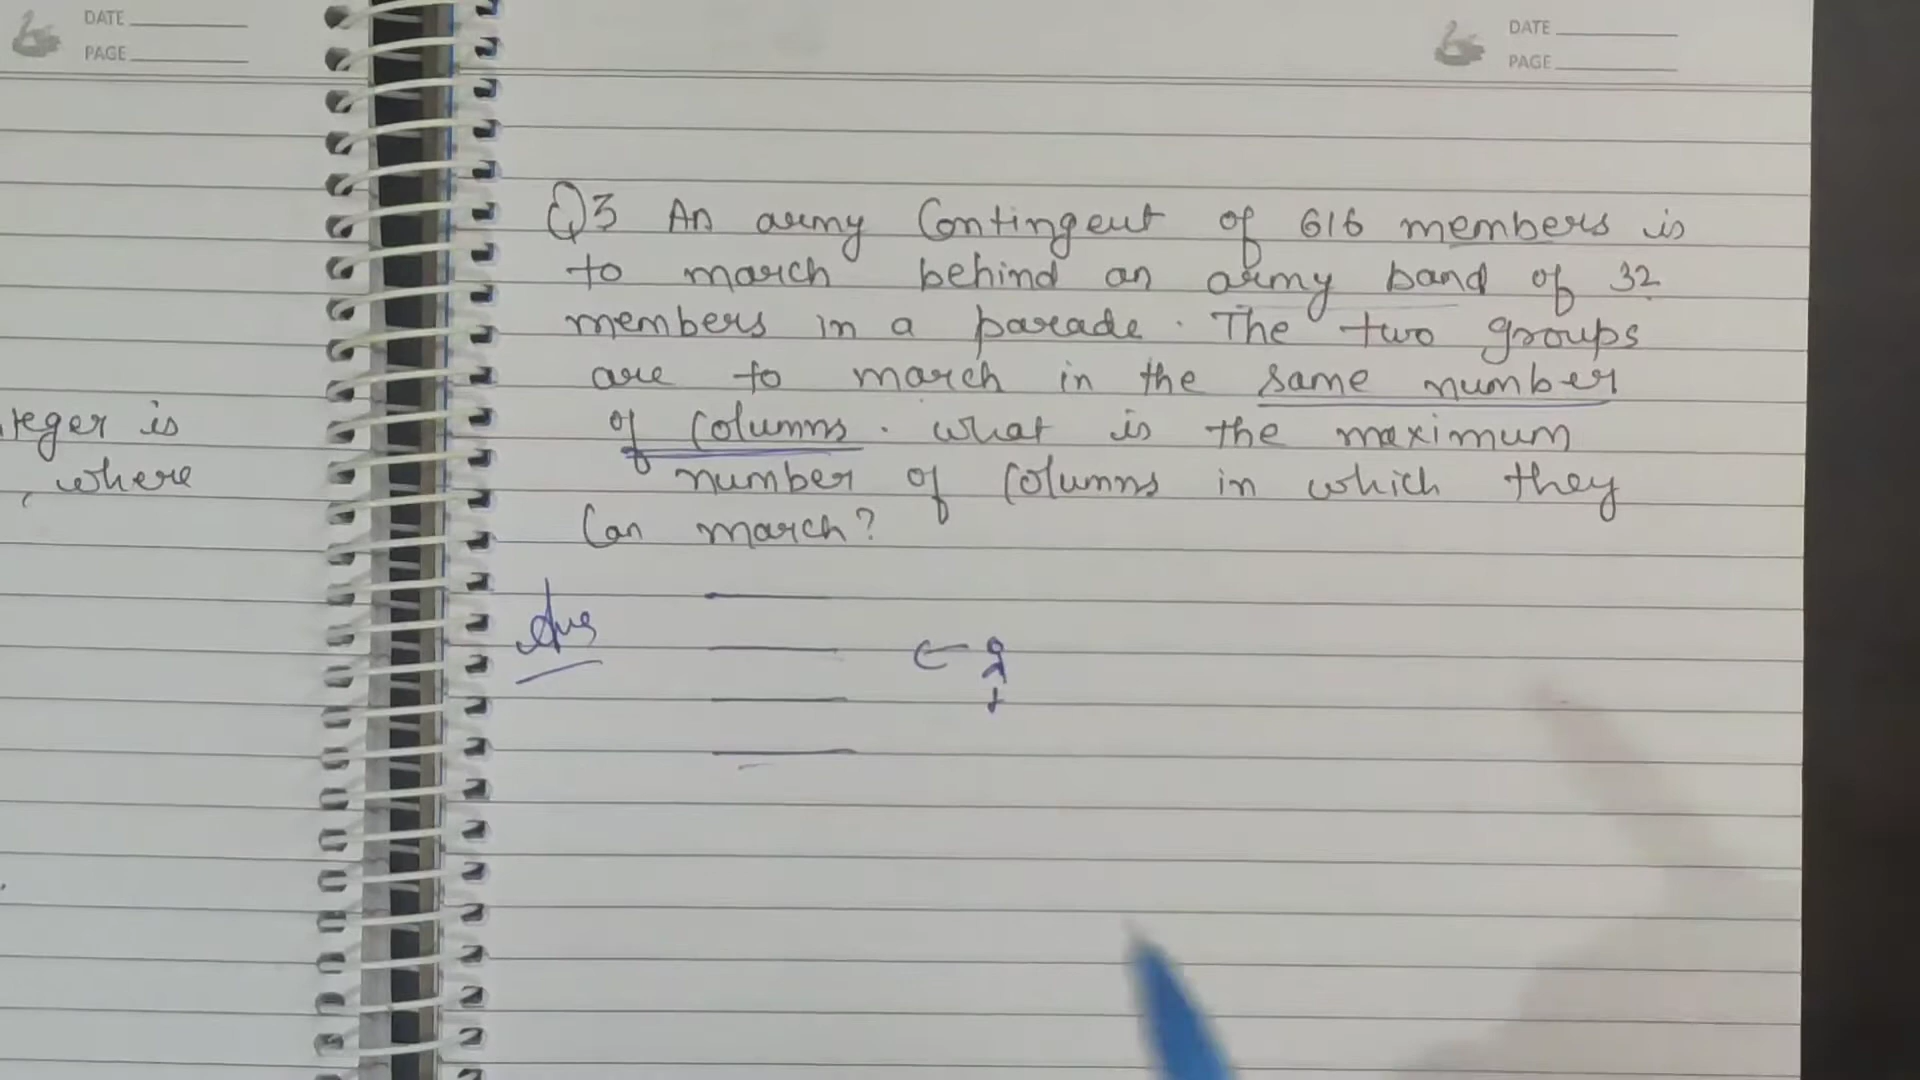 DATE
PAGE
DATE
PAGE
teger is
, where
Q3 An army Contingent of 616 members is
to march behind an army band of 32
members in a parade. The two groups
are to march in the same number
of Columns. what is the maximum
number of Columns in which they
Can march?
Ans